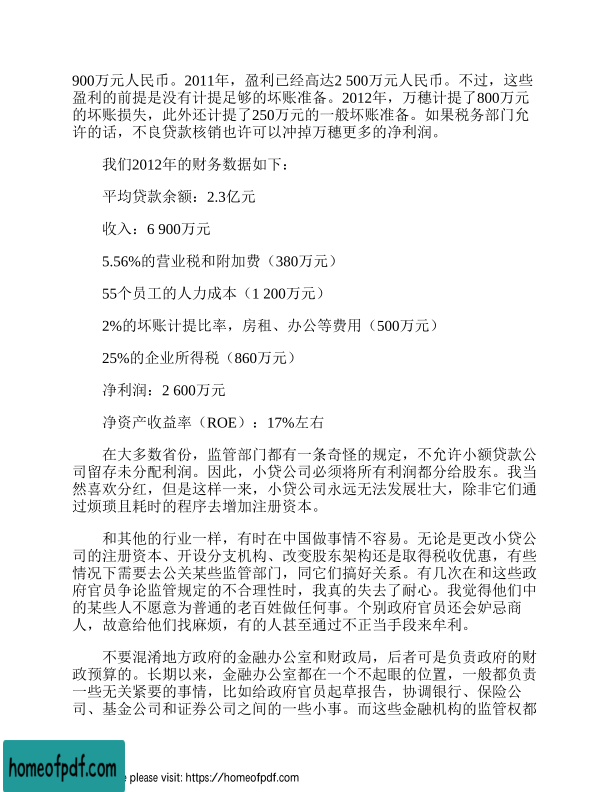 900万元人民币。2011年，盈利已经高达2 500万元人民币。不过，这些
盈利的前提是没有计提足够的坏账准备。2012年，万穗计提了800万元
的坏账损失，此外还计提了250万元的一般坏账准备。如果税务部门允
许的话，不良贷款核销也许可以冲掉万穗更多的净利润。
我们2012年的财务数据如下：
平均贷款余额：2.3亿元
收入：6 900万元
5.56%的营业税和附加费（380万元）
55个员工的人力成本（1 200万元）
2%的坏账计提比率，房租、办公等费用（500万元）
25%的企业所得税（860万元）
净利润：2 600万元
净资产收益率（ROE）：17%左右
在大多数省份，监管部门都有一条奇怪的规定，不允许小额贷款公
司留存未分配利润。因此，小贷公司必须将所有利润都分给股东。我当
然喜欢分红，但是这样一来，小贷公司永远无法发展壮大，除非它们通
过烦琐且耗时的程序去增加注册资本。
和其他的行业一样，有时在中国做事情不容易。无论是更改小贷公
司的注册资本、开设分支机构、改变股东架构还是取得税收优惠，有些
情况下需要去公关某些监管部门，同它们搞好关系。有几次在和这些政
府官员争论监管规定的不合理性时，我真的失去了耐心。我觉得他们中
的某些人不愿意为普通的老百姓做任何事。个别政府官员还会妒忌商
人，故意给他们找麻烦，有的人甚至通过不正当手段来牟利。
不要混淆地方政府的金融办公室和财政局，后者可是负责政府的财
政预算的。长期以来，金融办公室都在一个不起眼的位置，一般都负责
一些无关紧要的事情，比如给政府官员起草报告，协调银行、保险公
司、基金公司和证券公司之间的一些小事。而这些金融机构的监管权都
homeofpdf.com
e please visit: https://homeofpdf.com